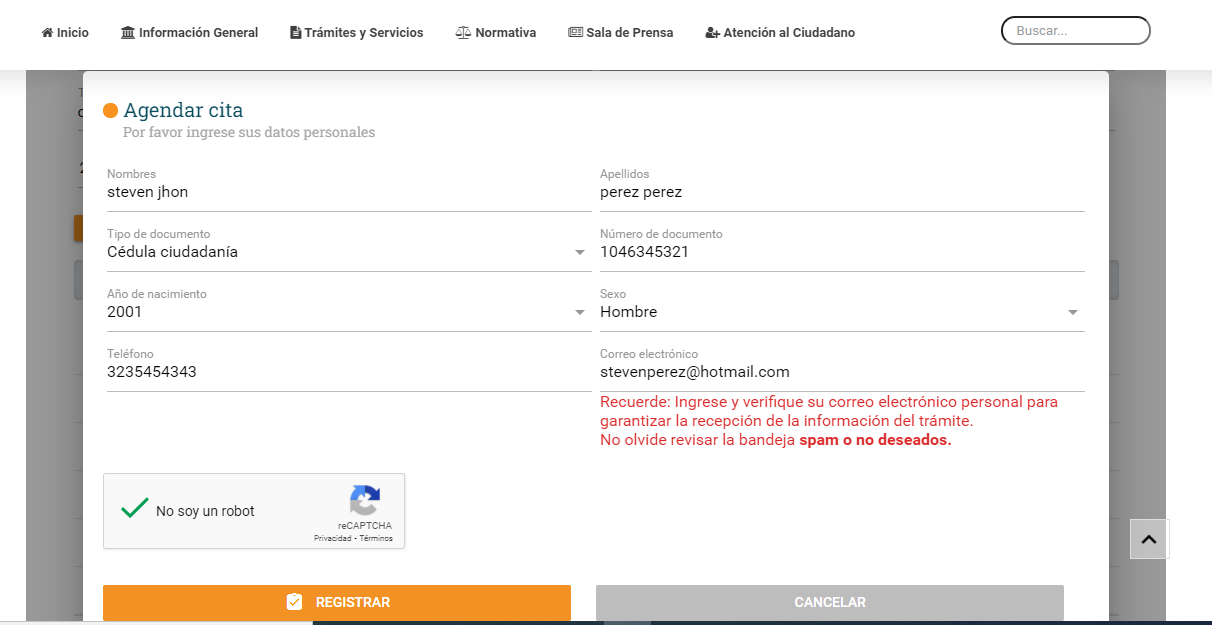 Inicio
Información General
Trámites y Servicios
Normativa
Sala de Prensa
Atención al Ciudadano
Buscar...
Agendar cita
Por favor ingrese sus datos personales
Nombres
steven jhon
Apellidos
perez perez
Tipo de documento
Cédula ciudadanía
Número de documento
1046345321
Año de nacimiento
2001
Sexo
Hombre
Teléfono
3235454343
Correo electrónico
stevenperez@hotmail.com
Recuerde: Ingrese y verifique su correo electrónico personal para
garantizar la recepción de la información del trámite.
No olvide revisar la bandeja spam o no deseados.
No soy un robot
reCAPTCHA
Privacidad - Términos
REGISTRAR
CANCELAR